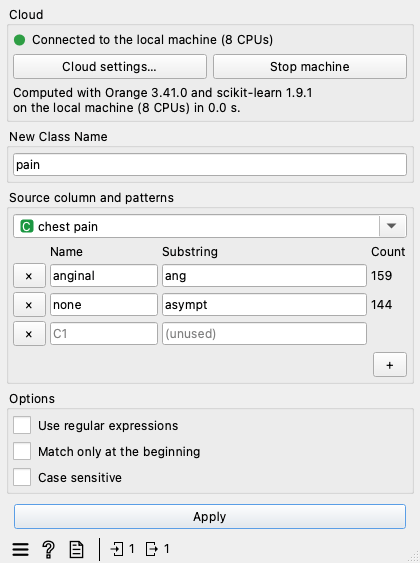 Cloud
Connected to the local machine (8 CPUs)
Cloud settings... Stop machine
Computed with Orange 3.41.0 and scikit-learn 1.9.1
on the local machine (8 CPUs) in 0.0 s.
New Class Name
pain
Source column and patterns
C chest pain
Name Substring Count
x anginal ang 159
x none asympt 144
x C1 (unused)
+
Options
Use regular expressions
Match only at the beginning
Case sensitive
Apply
? 1 1